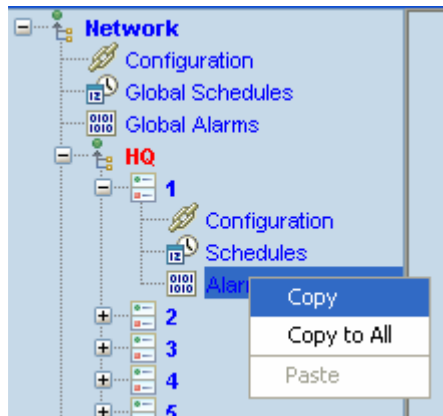 Network
Configuration
Global Schedules
Global Alarms
HQ
1
Configuration
Schedules
Copy
Copy to All
Paste
2
3
4
5